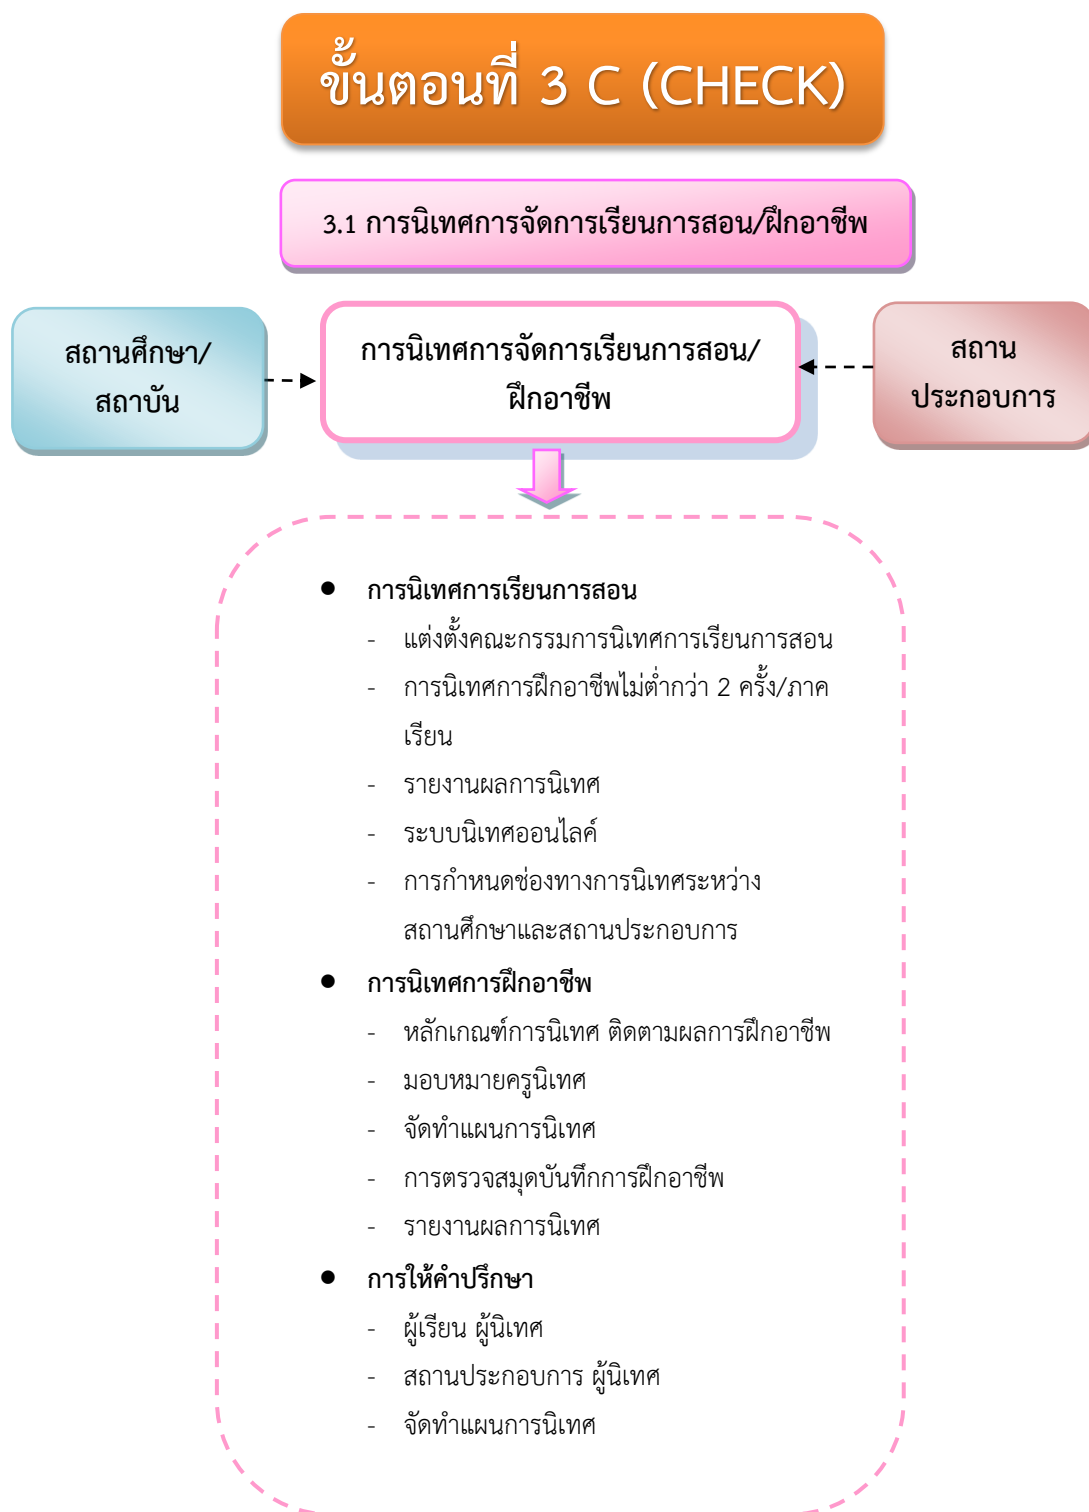 ขั้นตอนที่ 3 C (CHECK)
3.1 การนิเทศการจัดการเรียนการสอน/ฝึกอาชีพ
สถานศึกษา/
สถาบัน
การนิเทศการจัดการเรียนการสอน/
ฝึกอาชีพ
สถาน
ประกอบการ
● การนิเทศการเรียนการสอน
- แต่งตั้งคณะกรรมการนิเทศการเรียนการสอน
- การนิเทศการฝึกอาชีพไม่ต่ำกว่า 2 ครั้ง/ภาค
เรียน
- รายงานผลการนิเทศ
- ระบบนิเทศออนไลค์
- การกำหนดช่องทางการนิเทศระหว่าง
สถานศึกษาและสถานประกอบการ
● การนิเทศการฝึกอาชีพ
- หลักเกณฑ์การนิเทศ ติดตามผลการฝึกอาชีพ
- มอบหมายครูนิเทศ
- จัดทำแผนการนิเทศ
- การตรวจสมุดบันทึกการฝึกอาชีพ
- รายงานผลการนิเทศ
● การให้คำปรึกษา
- ผู้เรียน ผู้นิเทศ
- สถานประกอบการ ผู้นิเทศ
- จัดทำแผนการนิเทศ